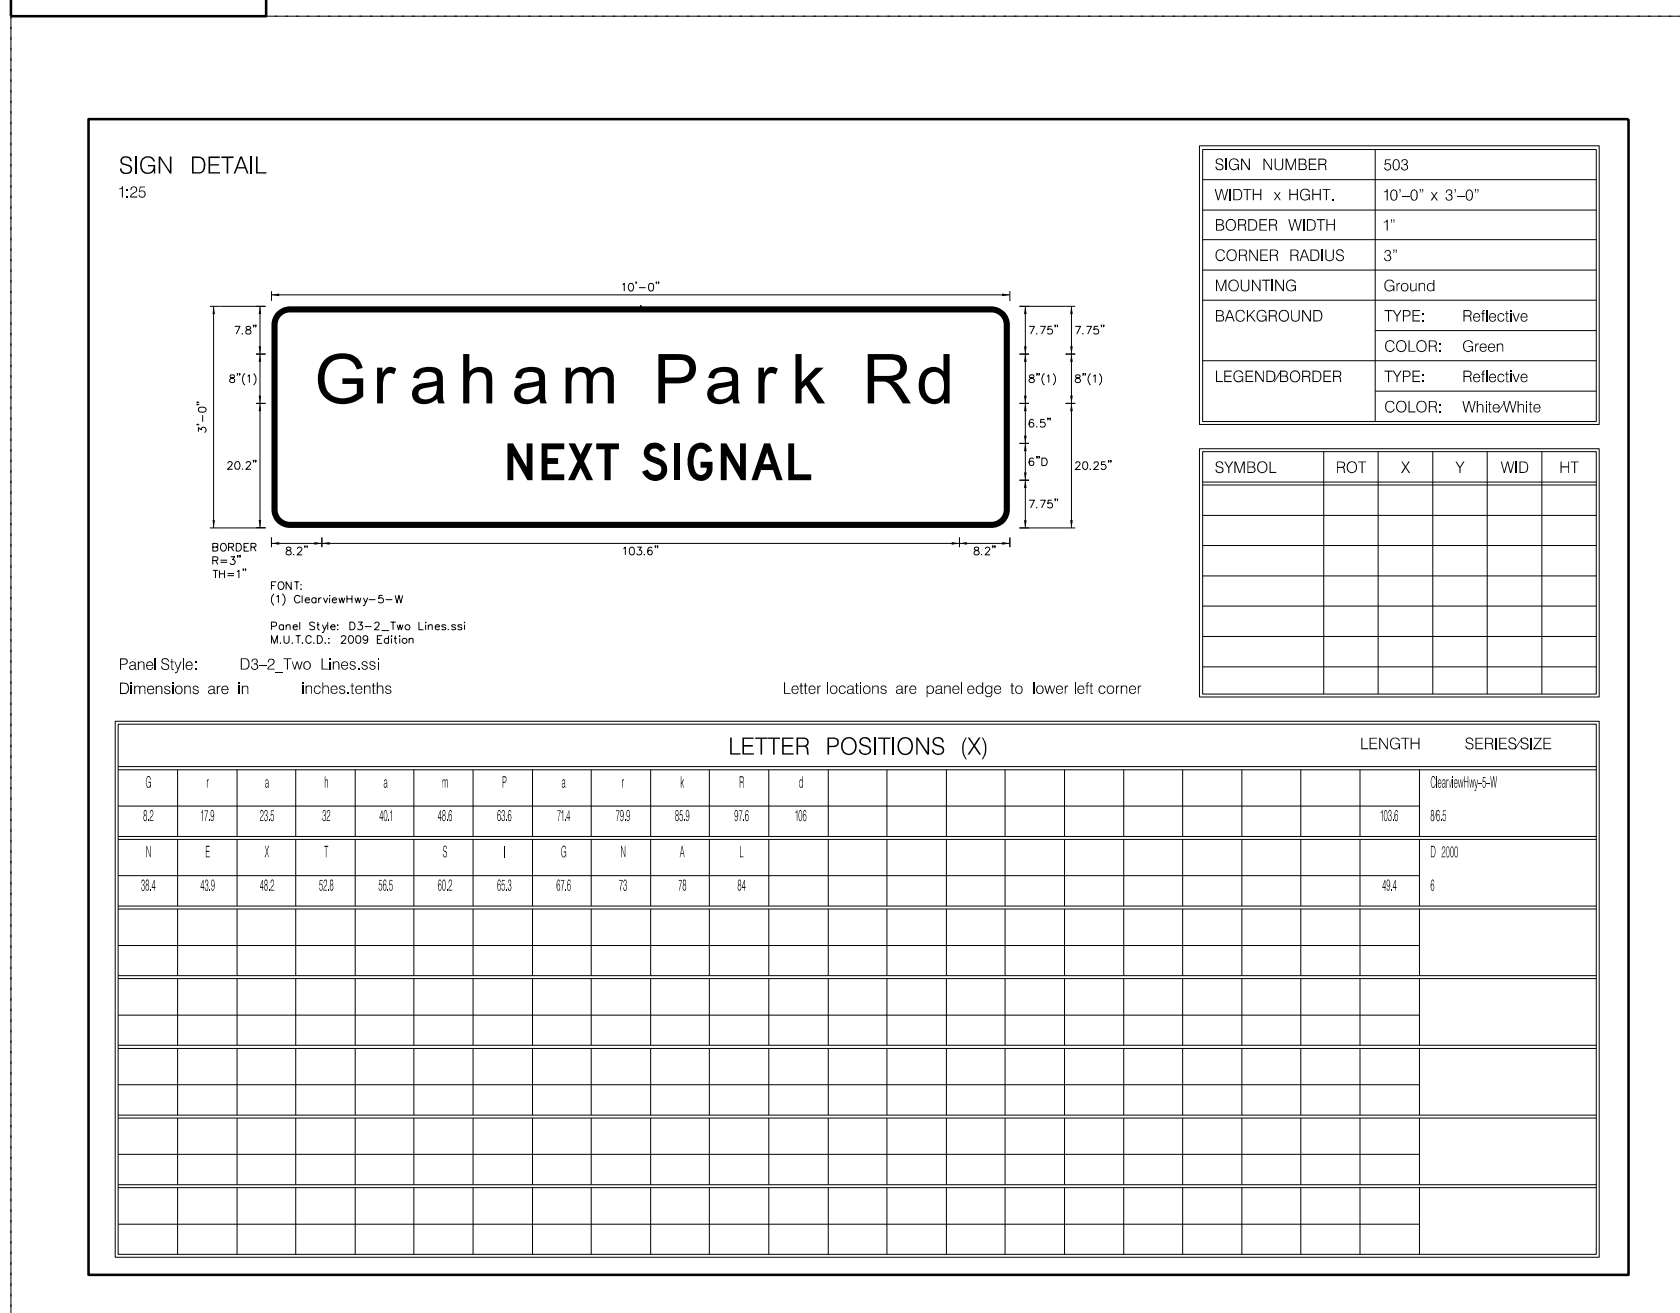 SIGN DETAIL
1:25
10'-0"
7.8"
8"(1)
20.2"
3'-0"
Graham Park Rd
NEXT SIGNAL
7.75" 7.75"
8"(1) 8"(1)
6.5"
6"D 20.25"
7.75"
8.2" 103.6" 8.2"
BORDER
R=3"
TH=1"
FONT:
(1) ClearviewHwy-5-W
Panel Style: D3-2_Two Lines.ssi
M.U.T.C.D.: 2009 Edition
Panel Style: D3-2_Two Lines.ssi
Dimensions are in inches.tenths
Letter locations are panel edge to lower left corner
SIGN NUMBER 503
WIDTH x HGHT. 10'-0" x 3'-0"
BORDER WIDTH 1"
CORNER RADIUS 3"
MOUNTING Ground
BACKGROUND TYPE: Reflective
COLOR: Green
LEGEND/BORDER TYPE: Reflective
COLOR: White/White
SYMBOL ROT X Y WID HT
LETTER POSITIONS (X) LENGTH SERIES/SIZE
G r a h a m P a r k R d ClearviewHwy-5-W
8.2 17.9 23.5 32 40.1 48.6 63.6 71.4 79.9 85.9 97.6 106 103.6 8/6.5
N E X T S I G N A L D 2000
38.4 43.9 48.2 52.8 56.5 60.2 65.3 67.6 73 78 84 49.4 6